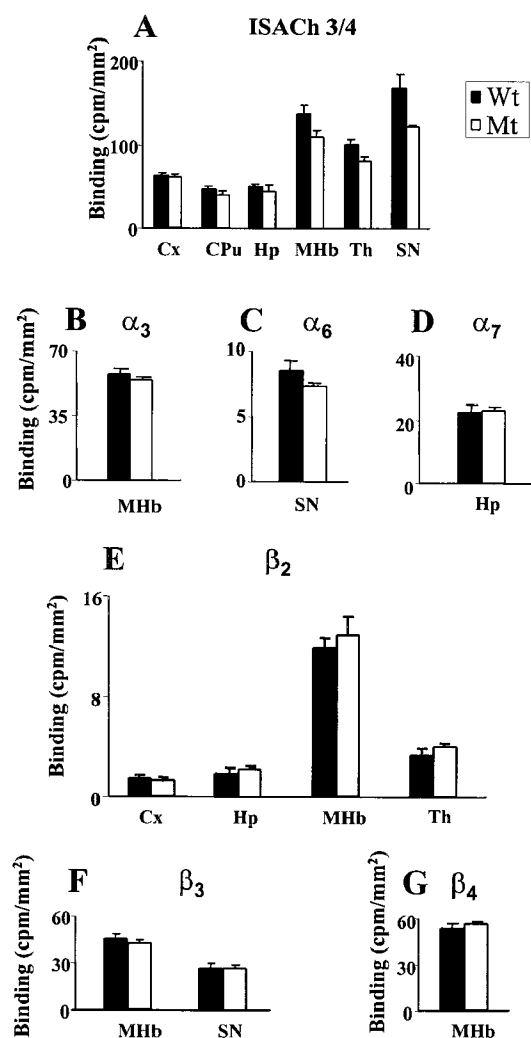 A ISACh 3/4
Binding (cpm/mm²)
200
100
0
Cx CPu Hp MHb Th SN
Wt
Mt
B α3
C α6
D α7
Binding (cpm/mm²)
70
35
0
MHb
10
5
0
SN
40
20
0
Hp
E β2
Binding (cpm/mm²)
16
8
0
Cx Hp MHb Th
F β3
G β4
Binding (cpm/mm²)
60
30
0
MHb SN
60
30
0
MHb